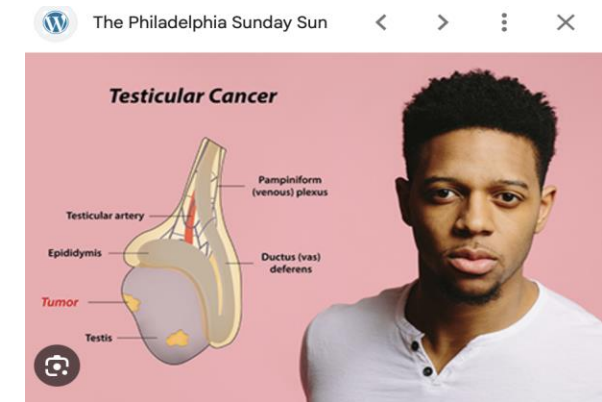 The Philadelphia Sunday Sun
Testicular Cancer
Pampiniform
(venous) plexus
Testicular artery
Epididymis
Ductus (vas)
deferens
Tumor
Testis